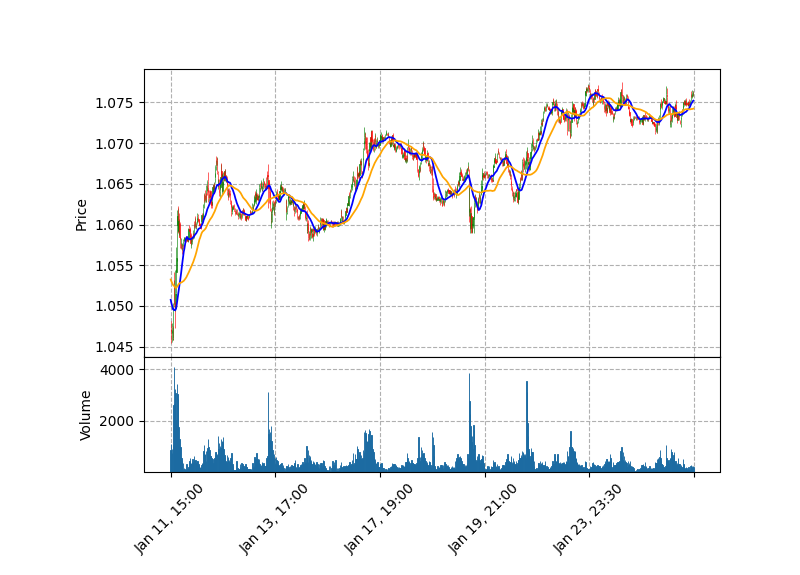 Price
1.075
1.070
1.065
1.060
1.055
1.050
1.045
Volume
4000
2000
Jan 11, 15:00
Jan 13, 17:00
Jan 17, 19:00
Jan 19, 21:00
Jan 23, 23:30